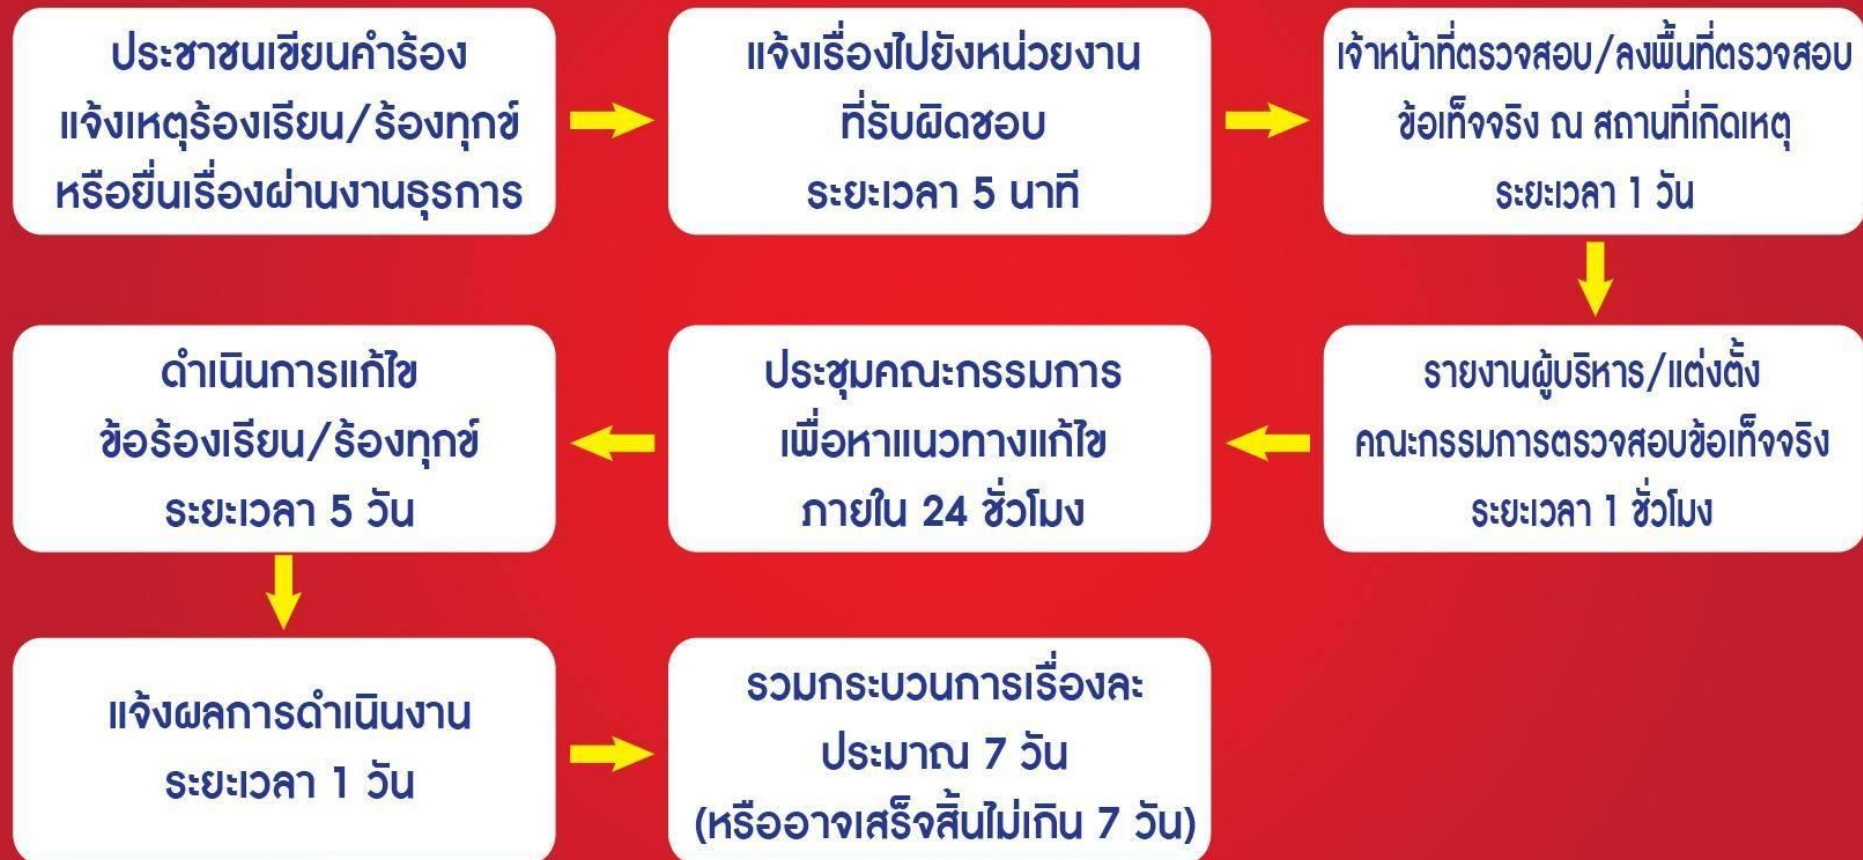 ประชาชนเขียนคำร้อง
แจ้งเหตุร้องเรียน/ร้องทุกข์
หรือยื่นเรื่องผ่านงานธุรการ
แจ้งเรื่องไปยังหน่วยงาน
ที่รับผิดชอบ
ระยะเวลา 5 นาที
เจ้าหน้าที่ตรวจสอบ/ลงพื้นที่ตรวจสอบ
ข้อเท็จจริง ณ สถานที่เกิดเหตุ
ระยะเวลา 1 วัน
รายงานผู้บริหาร/แต่งตั้ง
คณะกรรมการตรวจสอบข้อเท็จจริง
ระยะเวลา 1 ชั่วโมง
ประชุมคณะกรรมการ
เพื่อหาแนวทางแก้ไข
ภายใน 24 ชั่วโมง
ดำเนินการแก้ไข
ข้อร้องเรียน/ร้องทุกข์
ระยะเวลา 5 วัน
แจ้งผลการดำเนินงาน
ระยะเวลา 1 วัน
รวมกระบวนการเรื่องละ
ประมาณ 7 วัน
(หรืออาจเสร็จสิ้นไม่เกิน 7 วัน)